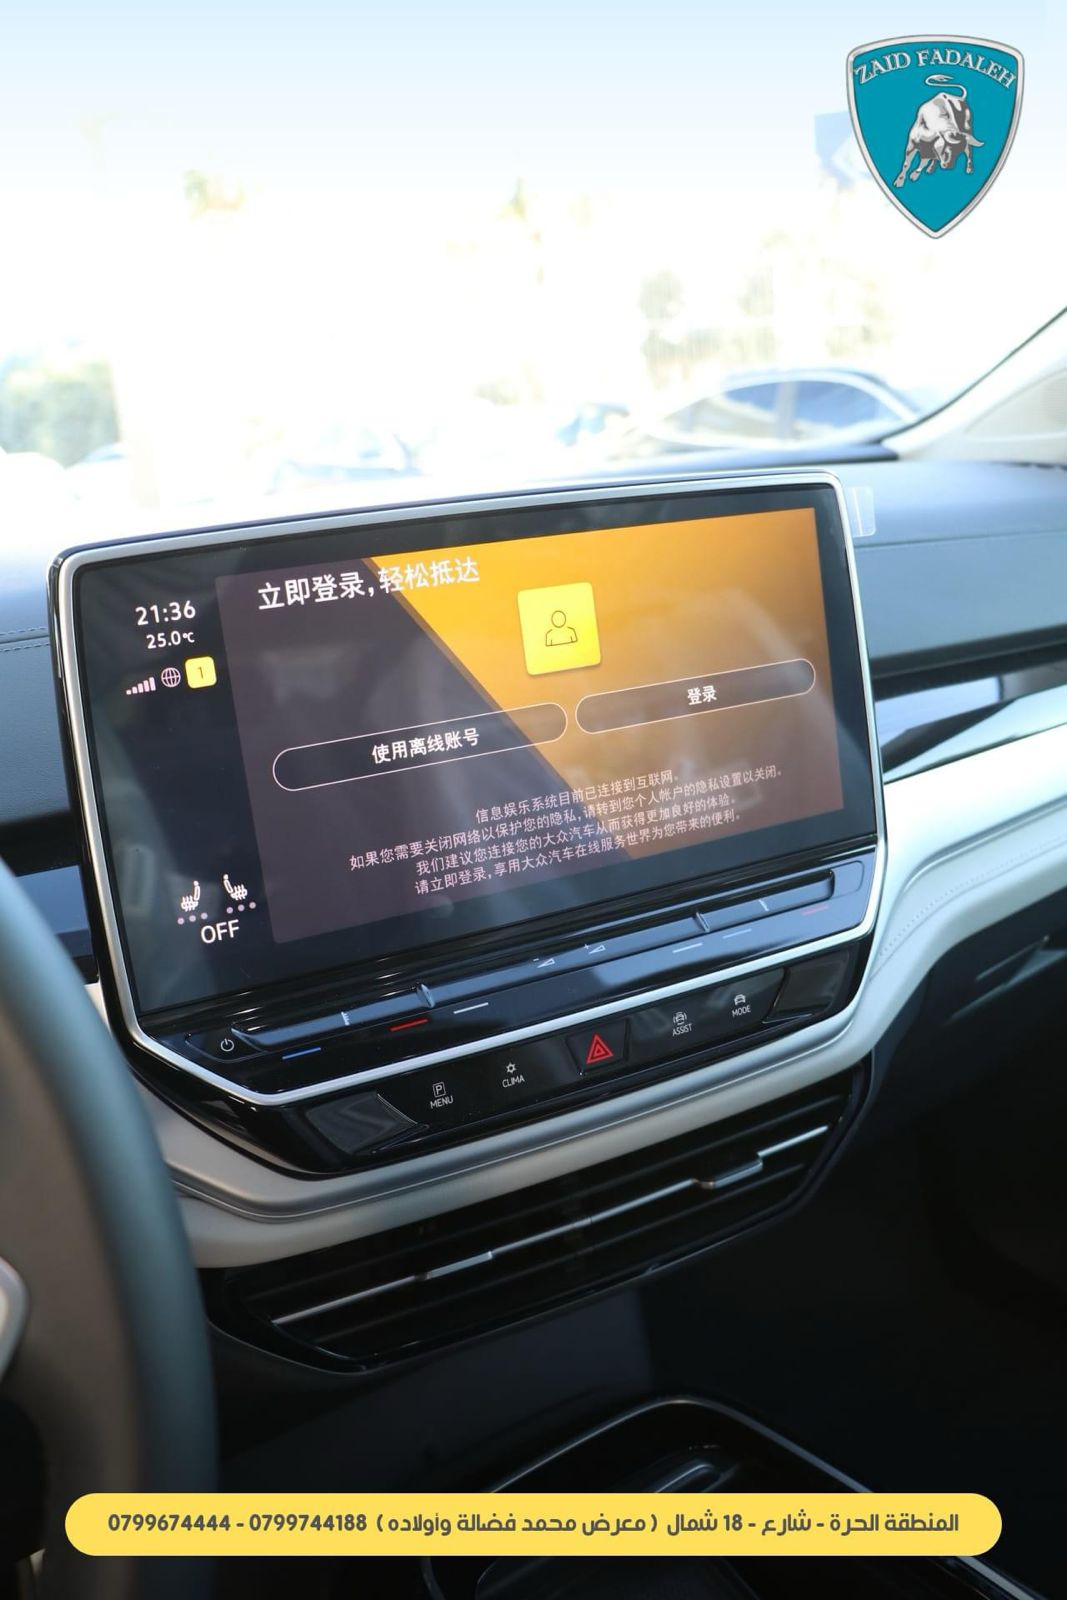 ZAID FADALEH
立即登录，轻松抵达
21:36
25.0℃
1
使用离线账号
登录
信息娱乐系统目前已连接到互联网。
如果您需要关闭网络以保护您的隐私，请转到您个人帐户的隐私设置以关闭。
我们建议您连接您的大众汽车从而获得更加良好的体验。
请立即登录，享用大众汽车在线服务世界为您带来的便利。
OFF
P
MENU
CLIMA
ASSIST
MODE
المنطقة الحرة - شارع - 18 شمال ( معرض محمد فضالة وأولاده ) 0799744188 - 0799674444